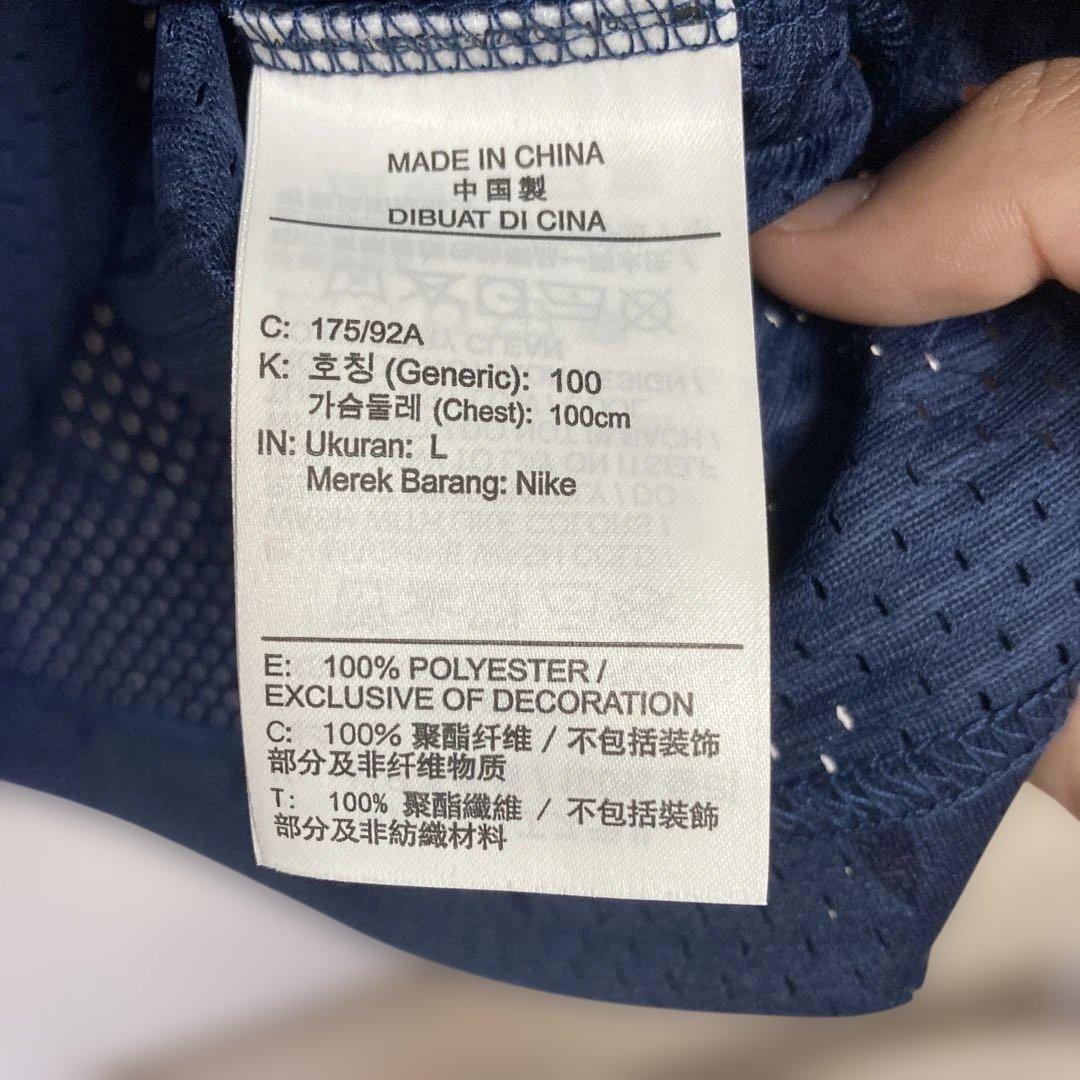 MADE IN CHINA
中国製
DIBUAT DI CINA
C: 175/92A
K: 호칭 (Generic): 100
가슴둘레 (Chest): 100cm
IN: Ukuran: L
Merek Barang: Nike
E: 100% POLYESTER /
EXCLUSIVE OF DECORATION
C: 100% 聚酯纤维 / 不包括装饰
部分及非纤维物质
T: 100% 聚酯纖維 / 不包括裝飾
部分及非紡織材料